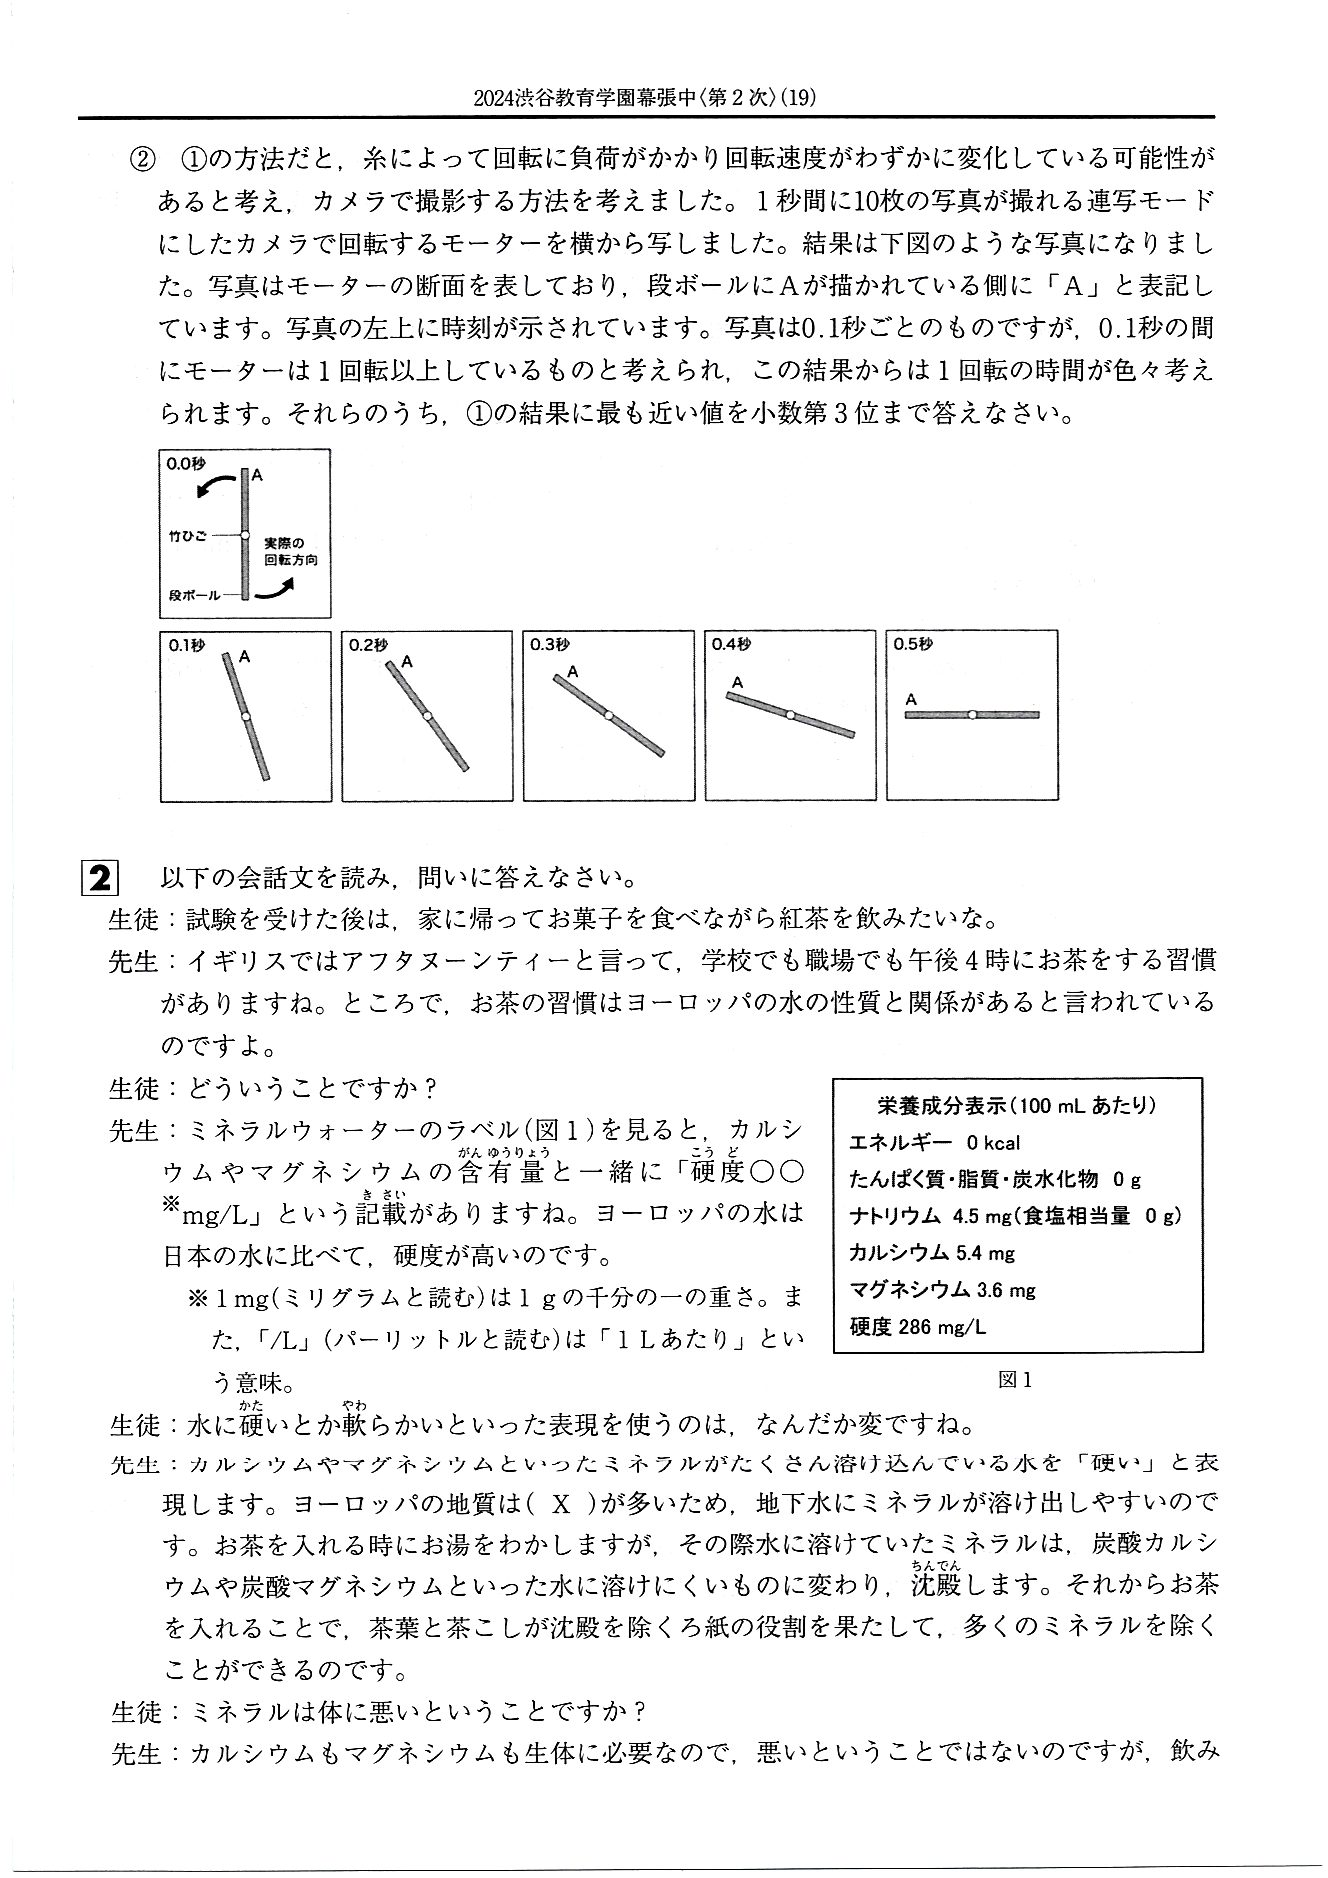 2024渋谷教育学園幕張中〈第2次〉(19)
② ①の方法だと，糸によって回転に負荷がかかり回転速度がわずかに変化している可能性が
あると考え，カメラで撮影する方法を考えました。1秒間に10枚の写真が撮れる連写モード
にしたカメラで回転するモーターを横から写しました。結果は下図のような写真になりまし
た。写真はモーターの断面を表しており，段ボールにAが描かれている側に「A」と表記し
ています。写真の左上に時刻が示されています。写真は0.1秒ごとのものですが，0.1秒の間
にモーターは1回転以上しているものと考えられ，この結果からは1回転の時間が色々考え
られます。それらのうち，①の結果に最も近い値を小数第3位まで答えなさい。
0.0秒
A
竹ひご
実際の
回転方向
段ボール
0.1秒
A
0.2秒
A
0.3秒
A
0.4秒
A
0.5秒
A
2 以下の会話文を読み，問いに答えなさい。
生徒：試験を受けた後は，家に帰ってお菓子を食べながら紅茶を飲みたいな。
先生：イギリスではアフタヌーンティーと言って，学校でも職場でも午後4時にお茶をする習慣
がありますね。ところで，お茶の習慣はヨーロッパの水の性質と関係があると言われている
のですよ。
生徒：どういうことですか？
先生：ミネラルウォーターのラベル(図1)を見ると，カルシ
がんゆうりょう こうど
ウムやマグネシウムの含有量と一緒に「硬度〇〇
きさい
※mg/L」という記載がありますね。ヨーロッパの水は
日本の水に比べて，硬度が高いのです。
※1mg(ミリグラムと読む)は1gの千分の一の重さ。ま
た，「/L」(パーリットルと読む)は「1Lあたり」とい
う意味。
栄養成分表示(100 mL あたり)
エネルギー 0 kcal
たんぱく質・脂質・炭水化物 0 g
ナトリウム 4.5 mg(食塩相当量 0 g)
カルシウム 5.4 mg
マグネシウム 3.6 mg
硬度 286 mg/L
図1
かた やわ
生徒：水に硬いとか軟らかいといった表現を使うのは，なんだか変ですね。
先生：カルシウムやマグネシウムといったミネラルがたくさん溶け込んでいる水を「硬い」と表
現します。ヨーロッパの地質は( X )が多いため，地下水にミネラルが溶け出しやすいので
す。お茶を入れる時にお湯をわかしますが，その際水に溶けていたミネラルは，炭酸カルシ
ちんでん
ウムや炭酸マグネシウムといった水に溶けにくいものに変わり，沈殿します。それからお茶
を入れることで，茶葉と茶こしが沈殿を除くろ紙の役割を果たして，多くのミネラルを除く
ことができるのです。
生徒：ミネラルは体に悪いということですか？
先生：カルシウムもマグネシウムも生体に必要なので，悪いということではないのですが，飲み